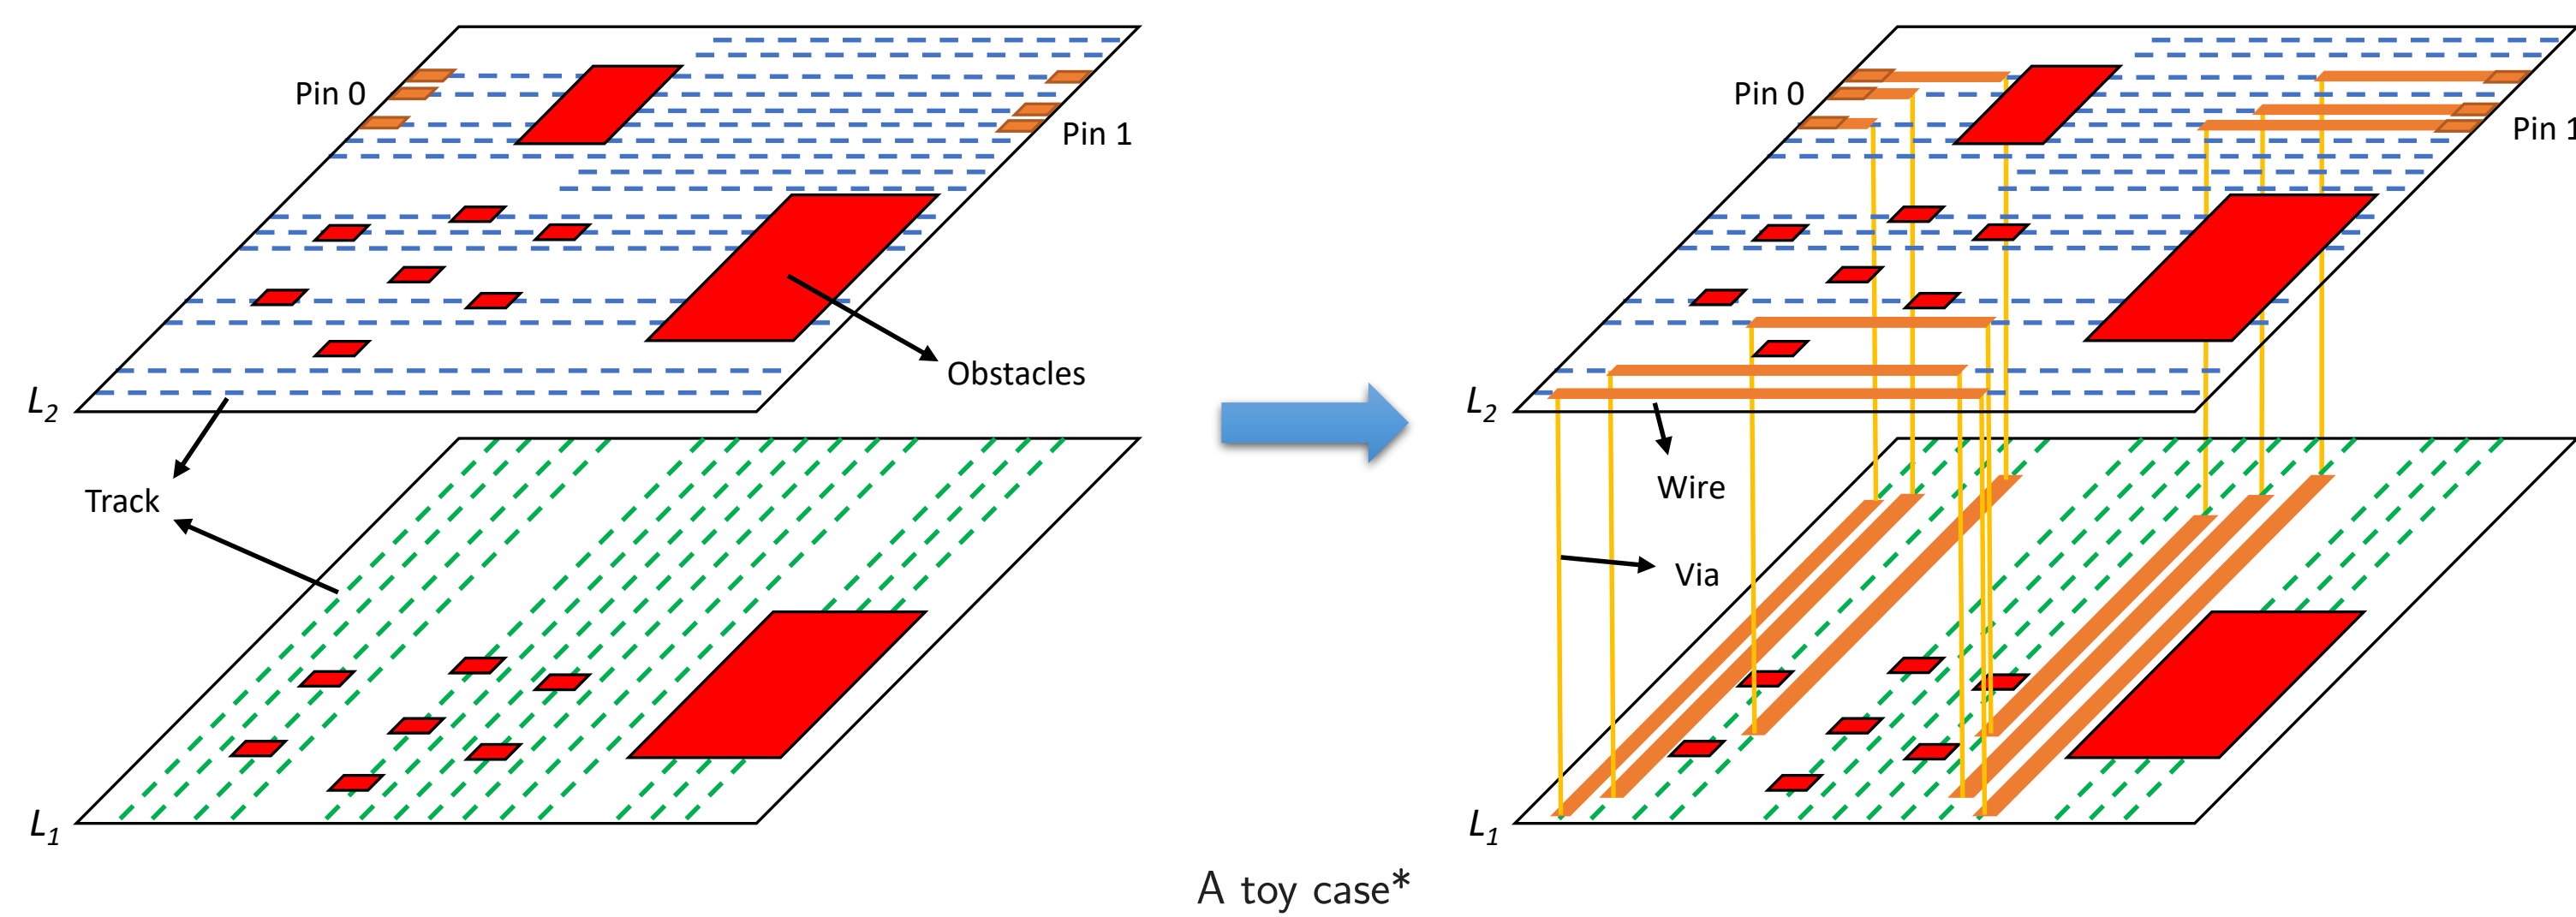 Pin 0
Pin 1
Obstacles
L2
Track
L1
Pin 0
Pin 1
L2
Wire
Via
L1
A toy case*